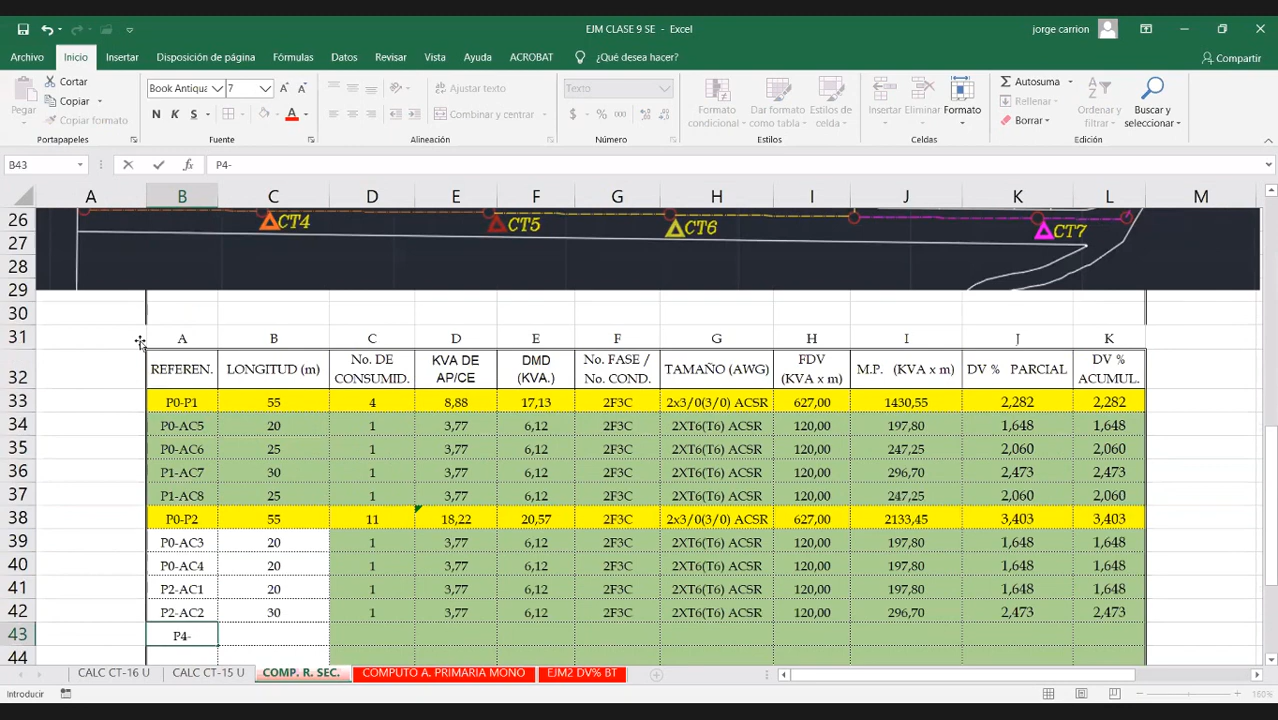 EJM CLASE 9 SE - Excel
jorge carrion
Archivo Inicio Insertar Disposición de página Fórmulas Datos Revisar Vista Ayuda ACROBAT ¿Qué desea hacer? Compartir
Pegar
Cortar
Copiar
Copiar formato
Portapapeles
Book Antiqua 7
N K S
Fuente
Ajustar texto
Combinar y centrar
Alineación
Texto
$ %
Número
Formato condicional
Dar formato como tabla
Estilos de celda
Estilos
Insertar Eliminar Formato
Celdas
Autosuma
Rellenar
Borrar
Ordenar y filtrar
Buscar y seleccionar
Edición
B43 fx P4-
A B C D E F G H I J K L M
26 CT4 CT5 CT6 CT7
27
28
29
30
31 A B C D E F G H I J K
32 REFEREN. LONGITUD (m) No. DE CONSUMID. KVA DE AP/CE DMD (KVA.) No. FASE / No. COND. TAMAÑO (AWG) FDV (KVA x m) M.P. (KVA x m) DV % PARCIAL DV % ACUMUL.
33 P0-P1 55 4 8,88 17,13 2F3C 2x3/0(3/0) ACSR 627,00 1430,55 2,282 2,282
34 P0-AC5 20 1 3,77 6,12 2F3C 2XT6(T6) ACSR 120,00 197,80 1,648 1,648
35 P0-AC6 25 1 3,77 6,12 2F3C 2XT6(T6) ACSR 120,00 247,25 2,060 2,060
36 P1-AC7 30 1 3,77 6,12 2F3C 2XT6(T6) ACSR 120,00 296,70 2,473 2,473
37 P1-AC8 25 1 3,77 6,12 2F3C 2XT6(T6) ACSR 120,00 247,25 2,060 2,060
38 P0-P2 55 11 18,22 20,57 2F3C 2x3/0(3/0) ACSR 627,00 2133,45 3,403 3,403
39 P0-AC3 20 1 3,77 6,12 2F3C 2XT6(T6) ACSR 120,00 197,80 1,648 1,648
40 P0-AC4 20 1 3,77 6,12 2F3C 2XT6(T6) ACSR 120,00 197,80 1,648 1,648
41 P2-AC1 20 1 3,77 6,12 2F3C 2XT6(T6) ACSR 120,00 197,80 1,648 1,648
42 P2-AC2 30 1 3,77 6,12 2F3C 2XT6(T6) ACSR 120,00 296,70 2,473 2,473
43 P4-
44
CALC CT-16 U CALC CT-15 U COMP. R. SEC. COMPUTO A. PRIMARIA MONO EJM2 DV% BT
Introducir
160%